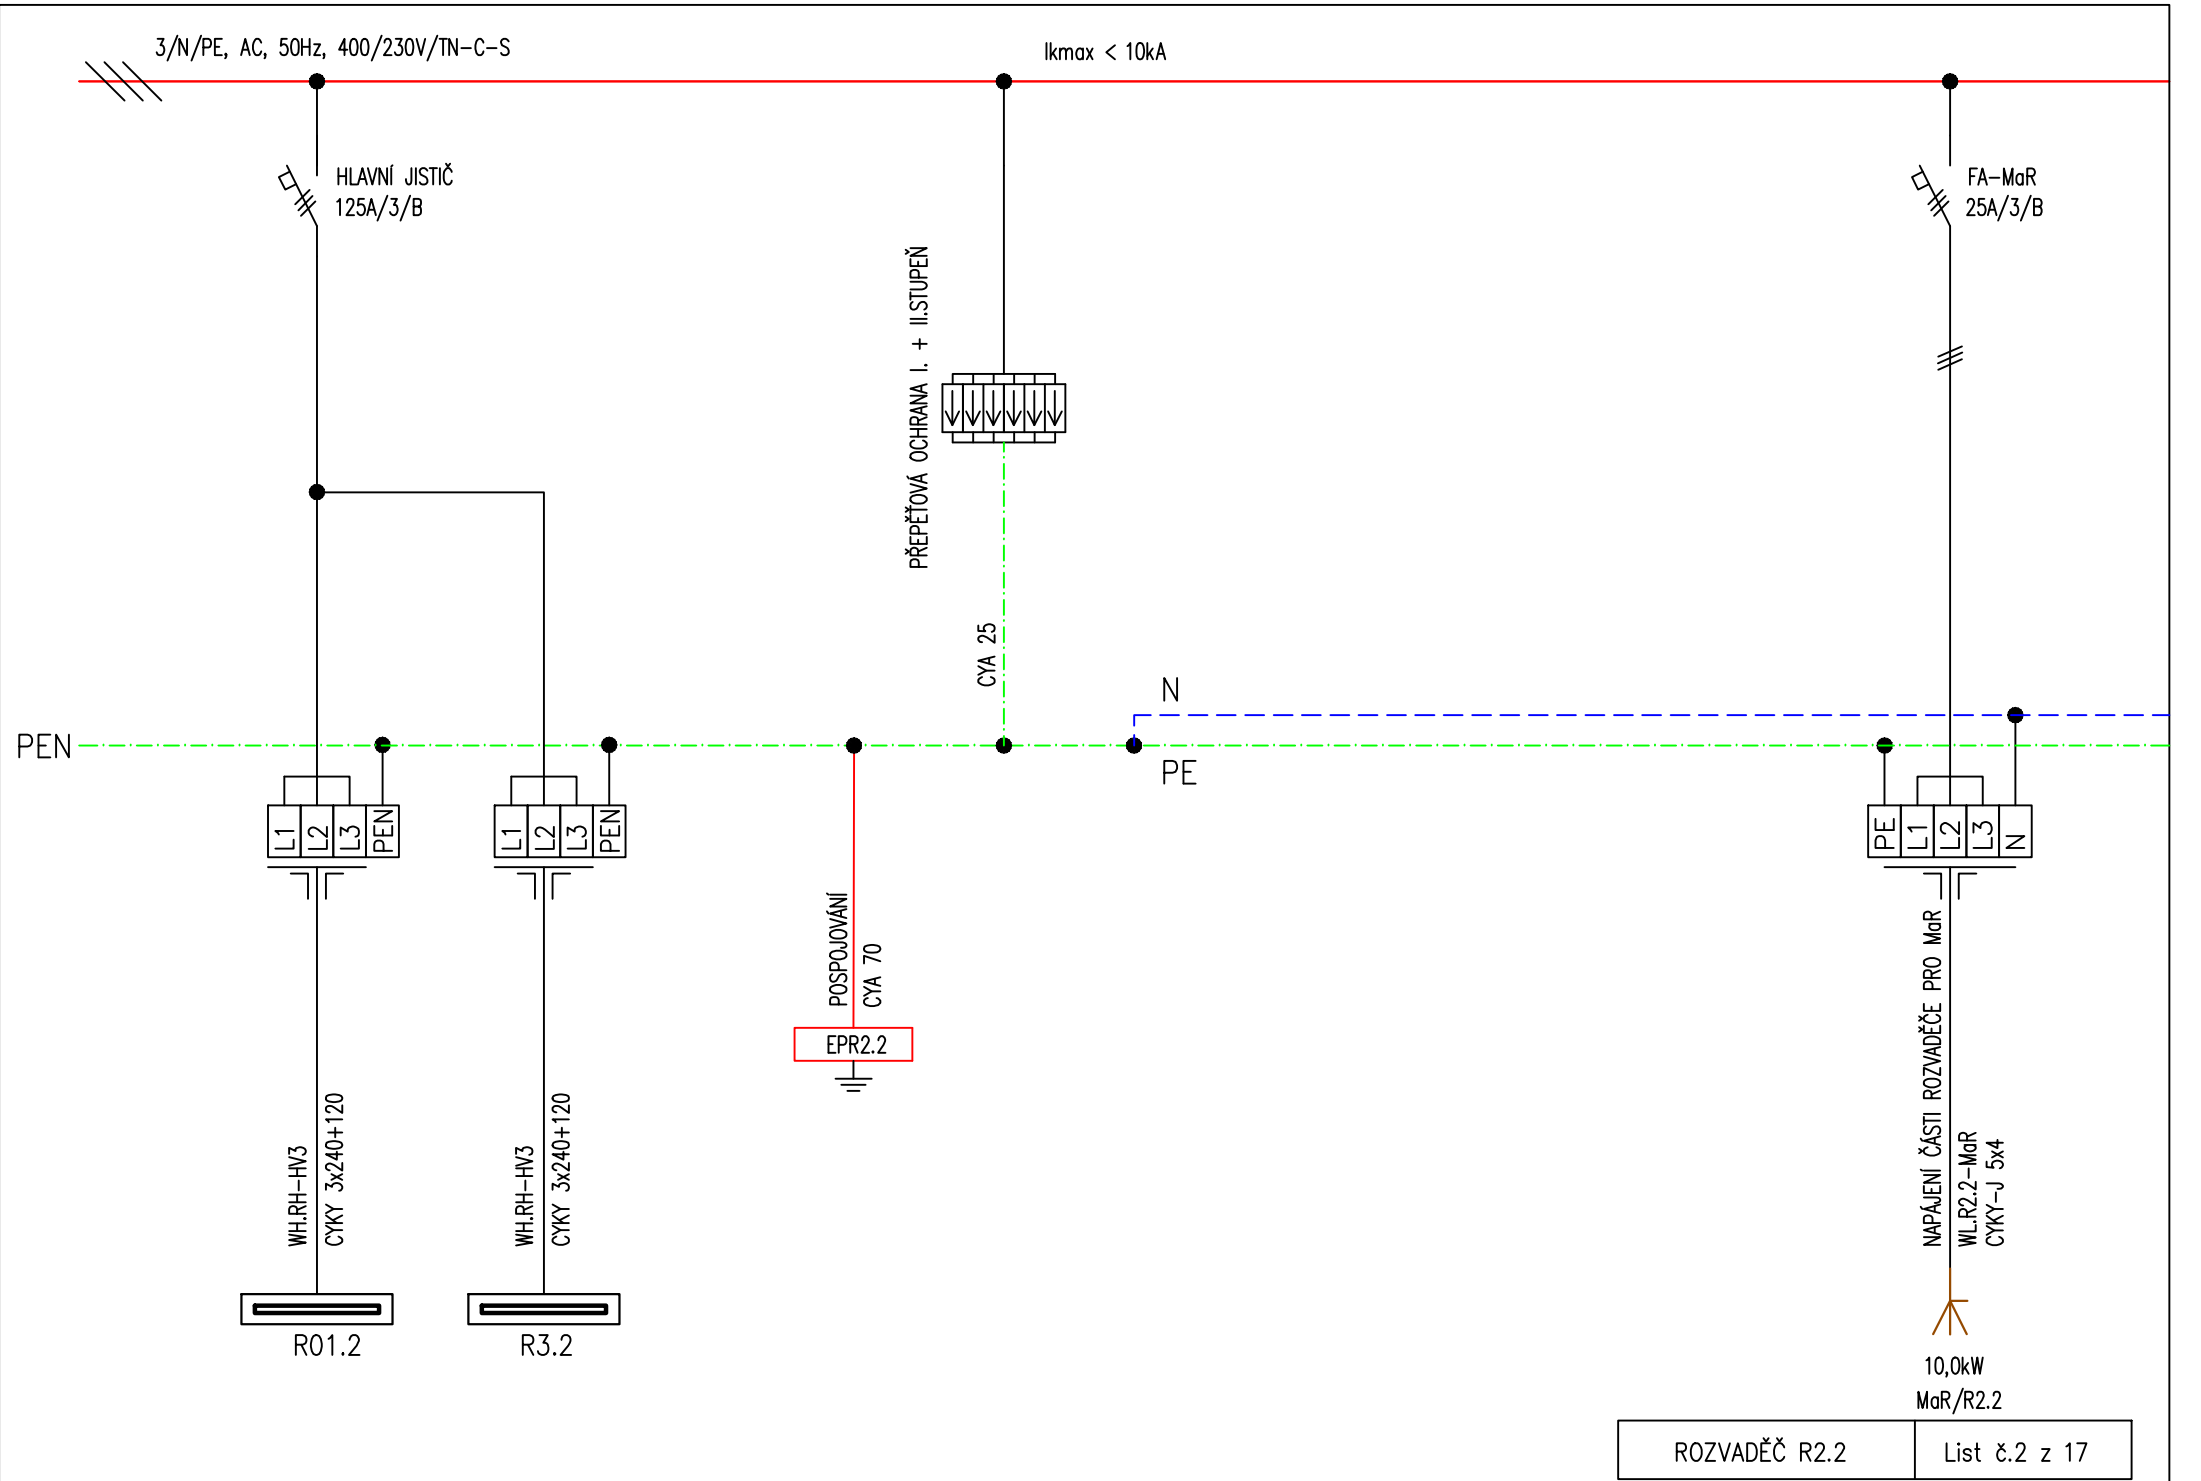 3/N/PE, AC, 50Hz, 400/230V/TN-C-S
Ikmax < 10kA
HLAVNÍ JISTIČ
125A/3/B
FA-MaR
25A/3/B
PŘEPĚŤOVÁ OCHRANA I. + II.STUPEŇ
CYA 25
N
PEN
PE
L1
L2
L3
PEN
L1
L2
L3
PEN
PE
L1
L2
L3
N
POSPOJOVÁNÍ
CYA 70
EPR2.2
WH.RH-HV3
CYKY 3x240+120
WH.RH-HV3
CYKY 3x240+120
NAPÁJENÍ ČÁSTI ROZVADĚČE PRO MaR
WL.R2.2-MaR
CYKY-J 5x4
R01.2
R3.2
10,0kW
MaR/R2.2
ROZVADĚČ R2.2
List č.2 z 17